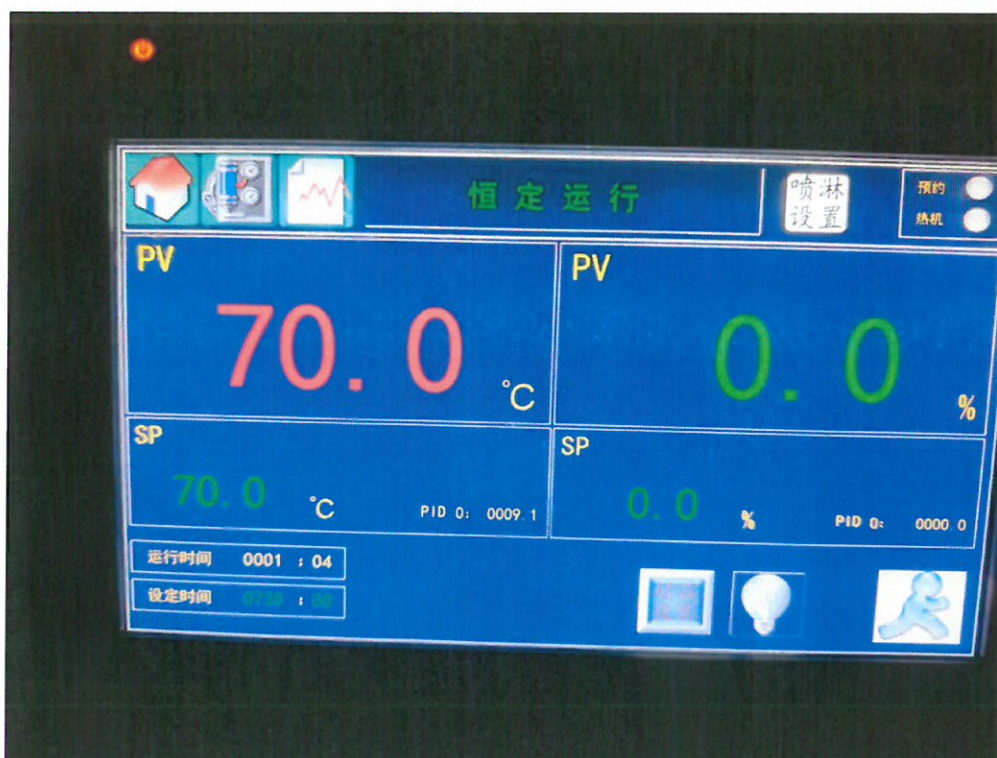 恒定运行
喷淋
设置
预约
热机
PV
70.0
℃
PV
0.0
%
SP
70.0 ℃ PID 0: 0009.1
SP
0.0 % PID 0: 0000.0
运行时间 0001 : 04
设定时间 0720 : 00